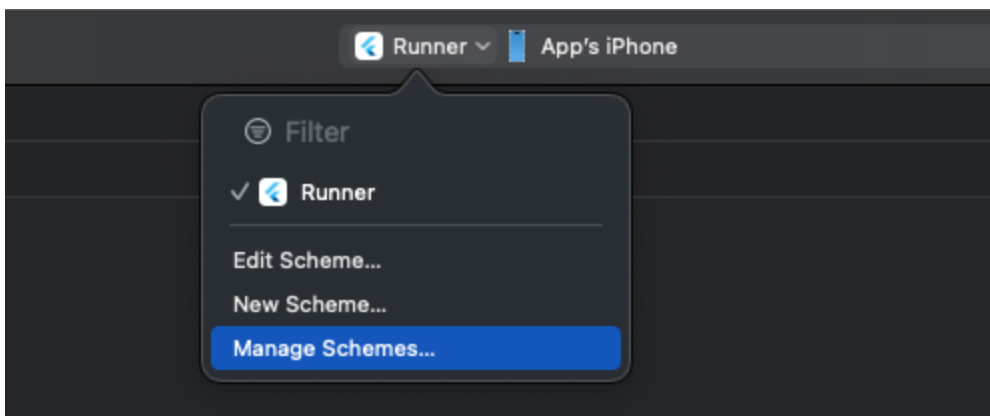 Runner App's iPhone
Filter
Runner
Edit Scheme...
New Scheme...
Manage Schemes...